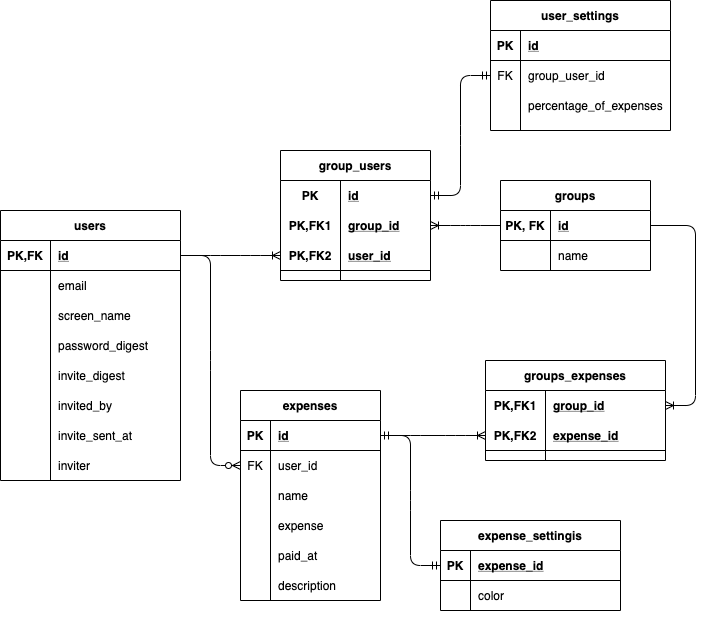 user_settings
PK id
FK group_user_id
percentage_of_expenses
group_users
PK id
PK,FK1 group_id
PK,FK2 user_id
groups
PK, FK id
name
users
PK,FK id
email
screen_name
password_digest
invite_digest
invited_by
invite_sent_at
inviter
expenses
PK id
FK user_id
name
expense
paid_at
description
groups_expenses
PK,FK1 group_id
PK,FK2 expense_id
expense_settingis
PK expense_id
color